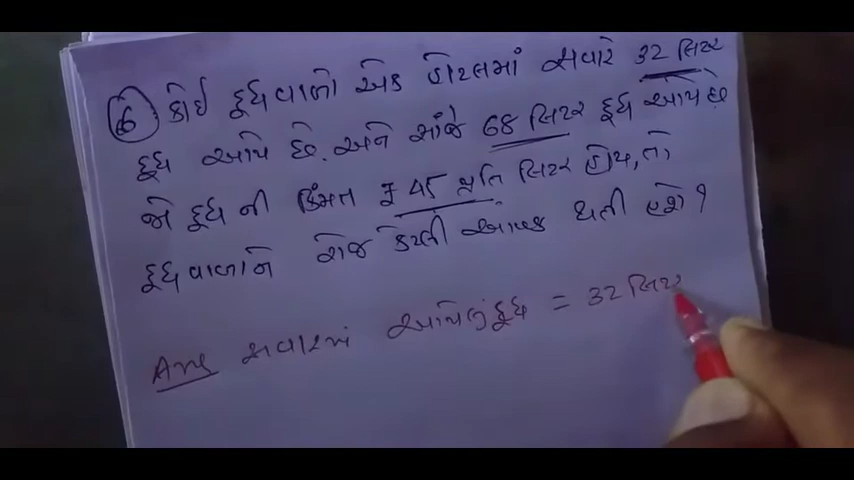 ⑥ કોઈ દૂધવાળો એક હોટલમાં સવારે 32 લિટર
દૂધ આપે છે. અને સાંજે 68 લિટર દૂધ આપે છે
જો દૂધ ની કિંમત ₹ 45 પ્રતિ લિટર હોય, તો
દૂધવાળાને રોજ કેટલી આવક થતી હશે ?
Ans સવારમાં આપેલું દૂધ = 32 લિટર